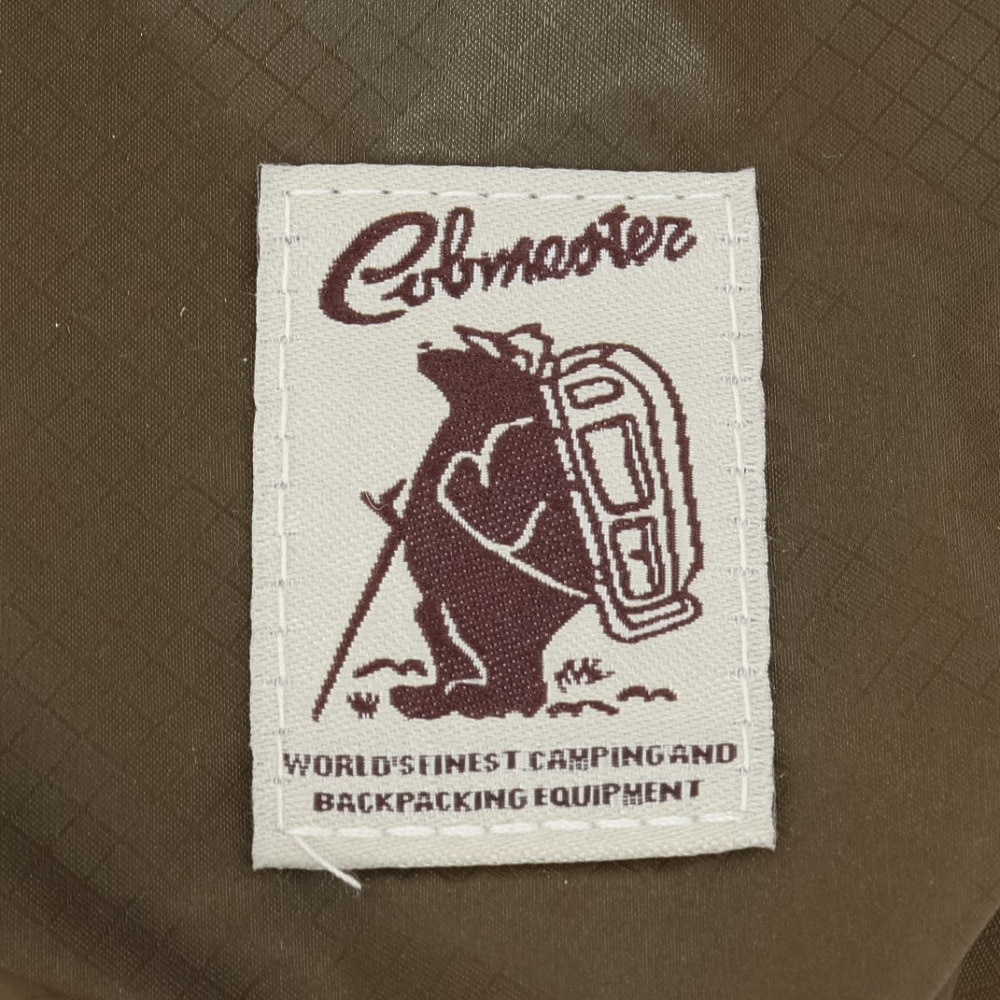 Cobmaster
WORLD'S FINEST CAMPING AND
BACKPACKING EQUIPMENT